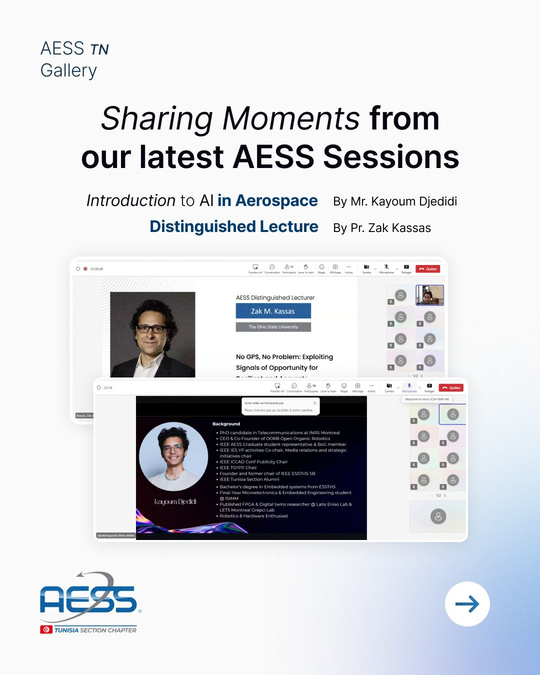 AESS TN
Gallery
Sharing Moments from
our latest AESS Sessions
Introduction to AI in Aerospace By Mr. Kayoum Djedidi
Distinguished Lecture By Pr. Zak Kassas
Quitter
AESS Distinguished Lecturer
Zak M. Kassas
The Ohio State University
No GPS, No Problem: Exploiting
Signals of Opportunity for
Quitter
Background
PhD candidate in Telecommunications at INRS Montreal
CEO & Co-Founder of OORB Open Organic Robotics
IEEE AESS Graduate student representative & BoG member
IEEE IES YP activities Co-chair, Media relations and strategic
initiatives chair
IEEE ICCAD Conf Publicity Chair
IEEE TSYP11 Chair
Founder and former chair of IEEE ESSTHS SB
IEEE Tunisia Section Alumni
Bachelor's degree in Embedded systems from ESSTHS
Final-Year Microelectronics & Embedded Engineering student
@ ISIMM
Published FPGA & Digital twins researcher @ Latis Eniso Lab &
LETS Montreal Grepci Lab
Robotics & Hardware Enthusiast
kayoum Djedidi
1/2
AESS
TUNISIA SECTION CHAPTER